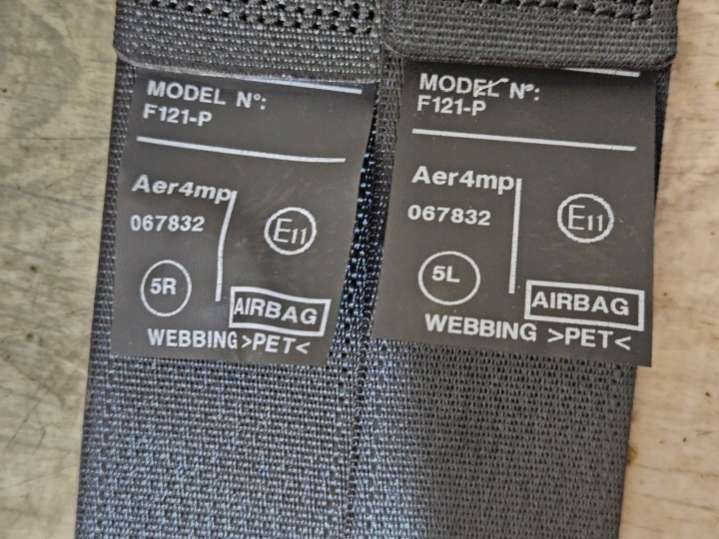 MODEL N°:
F121-P
Aer4mp
067832
E11
5R
AIRBAG
WEBBING >PET<
MODEL N°:
F121-P
Aer4mp
067832
E11
5L
AIRBAG
WEBBING >PET<